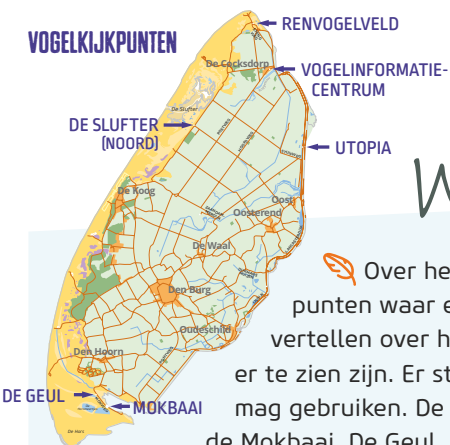 VOGELKIJKPUNTEN
RENVOGELVELD
De Cocksdorp
VOGELINFORMATIE-
CENTRUM
De Slufter
DE SLUFTER
(NOORD)
UTOPIA
De Koog
Oost
Oosterend
De Waal
Den Burg
Oudeschild
Den Hoorn
DE GEUL
MOKBAAI
De Hors
Over he
punten waar e
vertellen over h
er te zien zijn. Er st
mag gebruiken. De
de Mokbaai, De Geul,